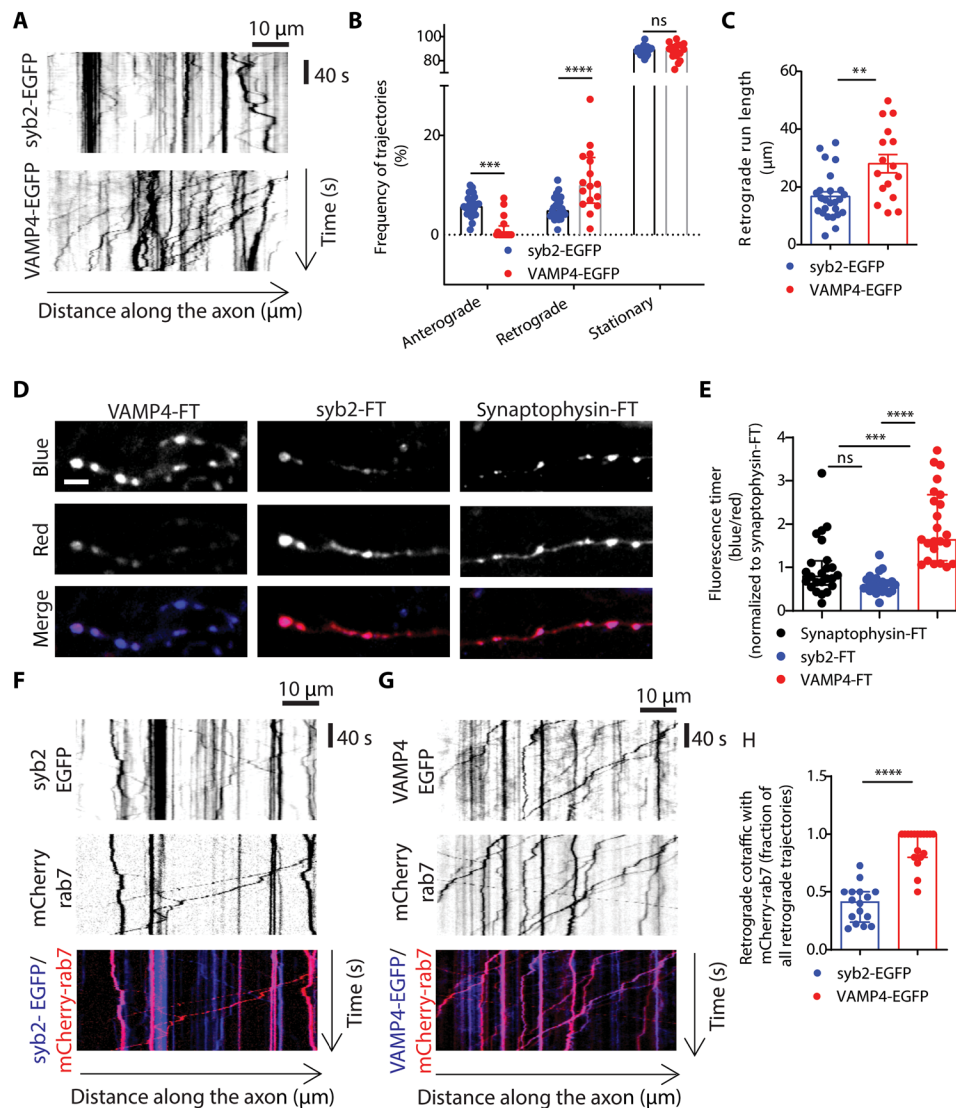 A
10 µm
40 s
syb2-EGFP
VAMP4-EGFP
Time (s)
Distance along the axon (µm)
B
Frequency of trajectories
(%)
100
80
20
0
***
****
ns
syb2-EGFP
VAMP4-EGFP
Anterograde
Retrograde
Stationary
C
Retrograde run length
(µm)
60
40
20
0
**
syb2-EGFP
VAMP4-EGFP
D
VAMP4-FT
syb2-FT
Synaptophysin-FT
Blue
Red
Merge
E
Fluorescence timer
(blue/red)
(normalized to synaptophysin-FT)
4
3
2
1
0
****
***
ns
Synaptophysin-FT
syb2-FT
VAMP4-FT
F
10 µm
40 s
syb2
EGFP
mCherry
rab7
syb2- EGFP/
mCherry-rab7
Time (s)
Distance along the axon (µm)
G
10 µm
40 s
VAMP4
EGFP
mCherry
rab7
VAMP4-EGFP/
mCherry-rab7
Time (s)
Distance along the axon (µm)
H
Retrograde cotraffic with
mCherry-rab7 (fraction of
all retrograde trajectories)
1.5
1.0
0.5
0.0
****
syb2-EGFP
VAMP4-EGFP